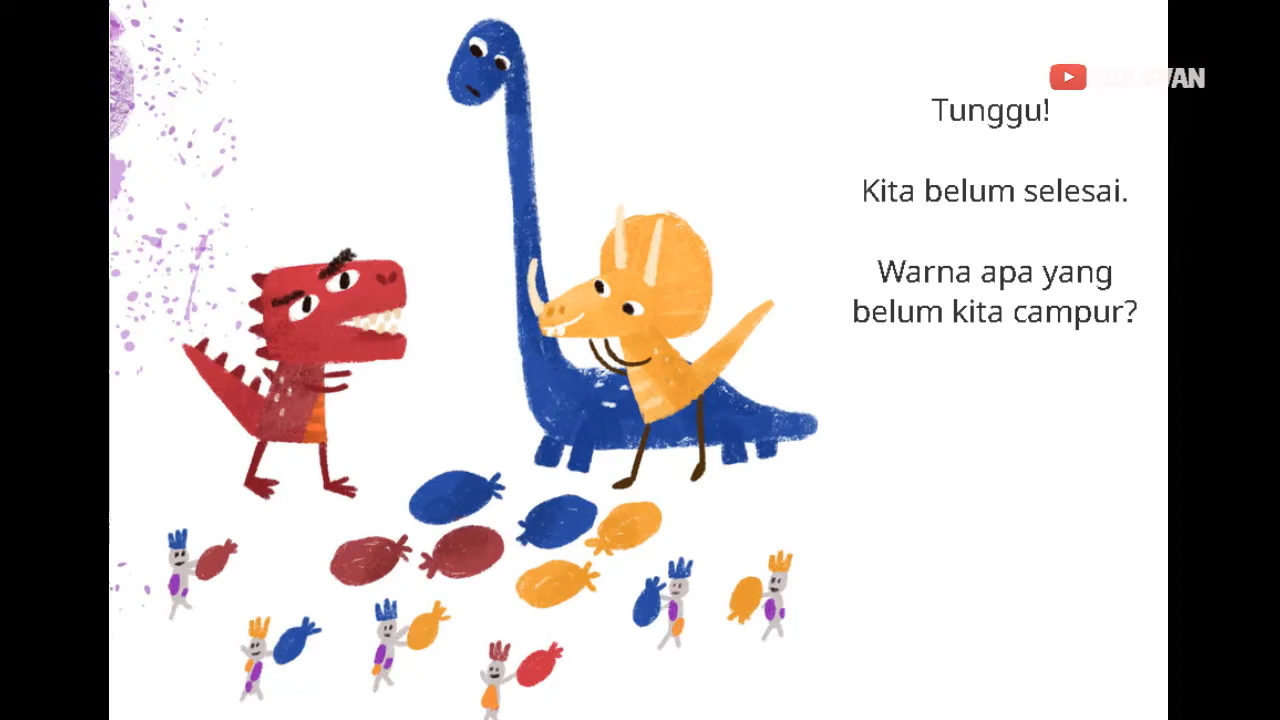 Tunggu!
Kita belum selesai.
Warna apa yang
belum kita campur?